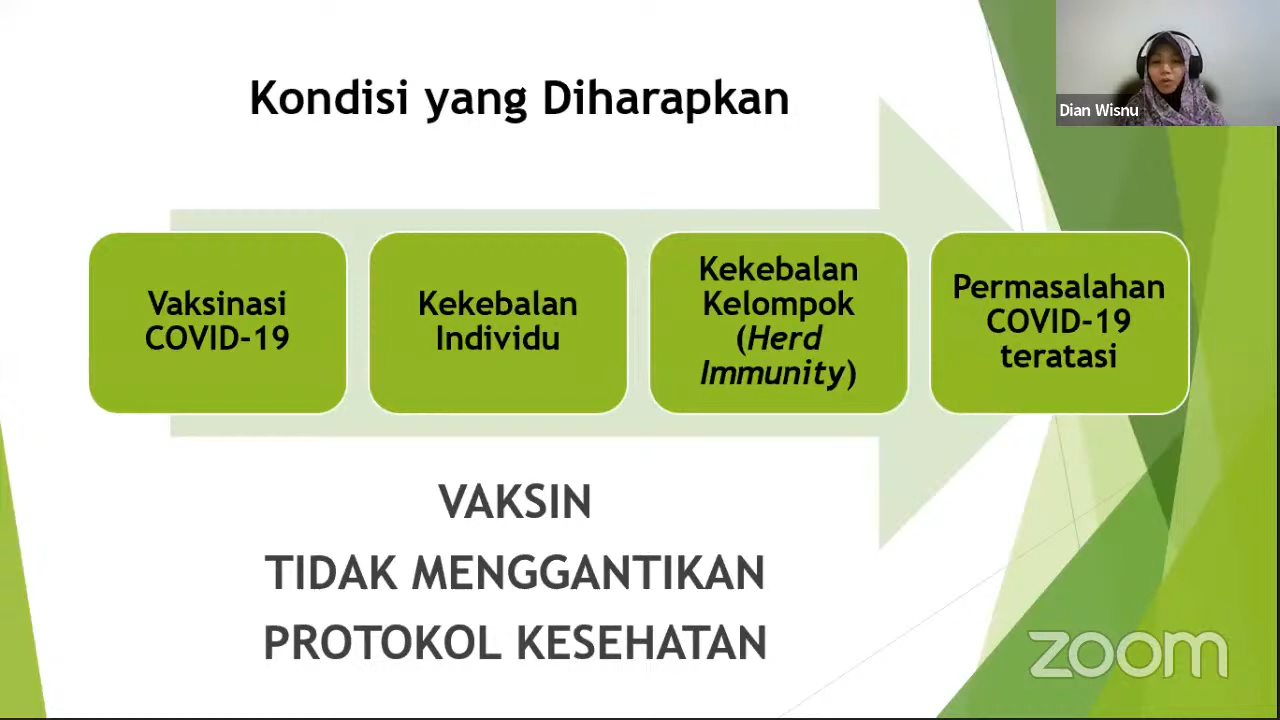 Kondisi yang Diharapkan
Dian Wisnu
Vaksinasi
COVID-19
Kekebalan
Individu
Kekebalan
Kelompok
(Herd
Immunity)
Permasalahan
COVID-19
teratasi
VAKSIN
TIDAK MENGGANTIKAN
PROTOKOL KESEHATAN
zoom